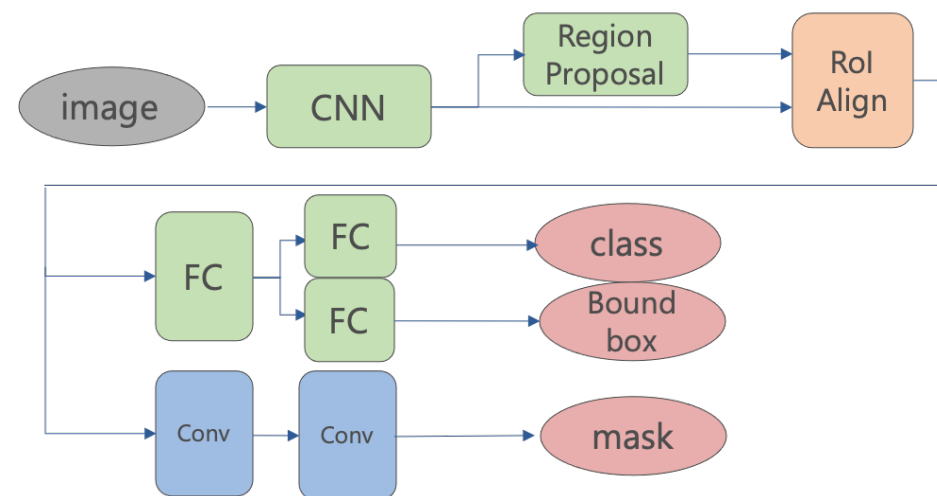 image
CNN
Region
Proposal
RoI
Align
FC
FC
class
FC
Bound
box
Conv
Conv
mask